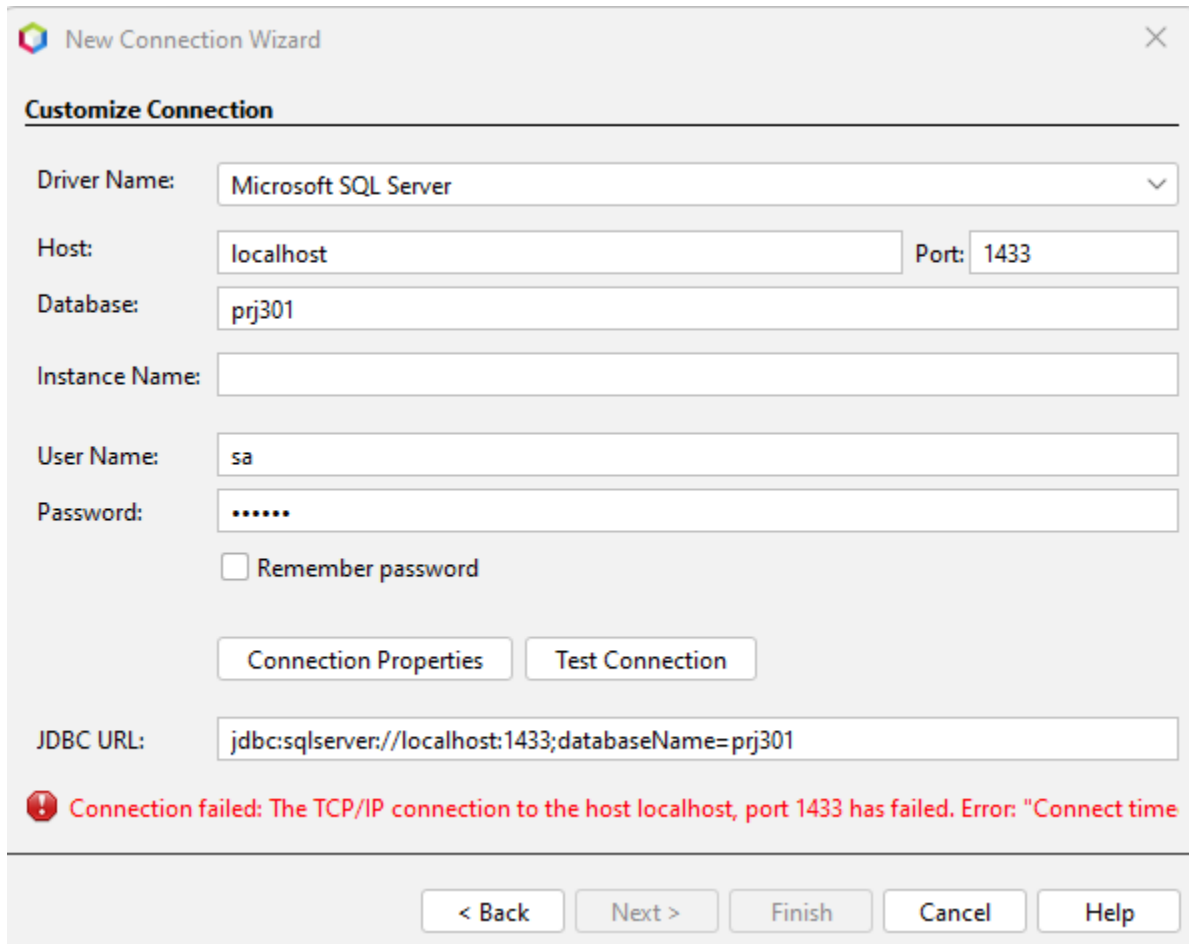 New Connection Wizard
Customize Connection
Driver Name: Microsoft SQL Server
Host: localhost Port: 1433
Database: prj301
Instance Name:
User Name: sa
Password: ••••••
Remember password
Connection Properties Test Connection
JDBC URL: jdbc:sqlserver://localhost:1433;databaseName=prj301
Connection failed: The TCP/IP connection to the host localhost, port 1433 has failed. Error: "Connect time
< Back Next > Finish Cancel Help